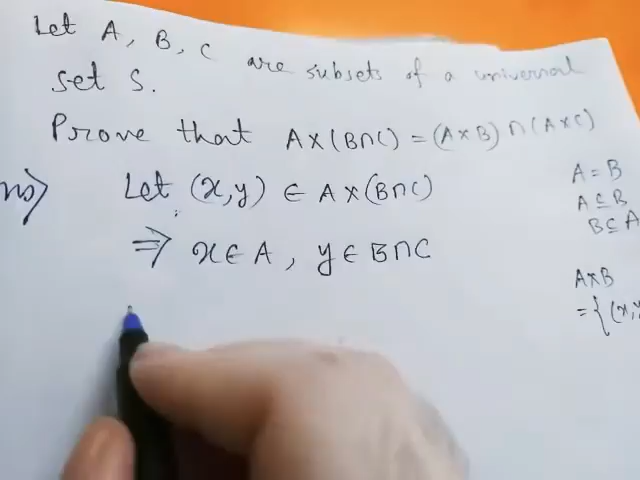 Let A, B, C are subsets of a universal
set S.
Prove that A×(B∩C) = (A×B)∩(A×C)
Let (x,y) ∈ A×(B∩C)
⇒ x∈A, y∈B∩C
A=B
A⊆B
B⊆A
A×B
={(x,